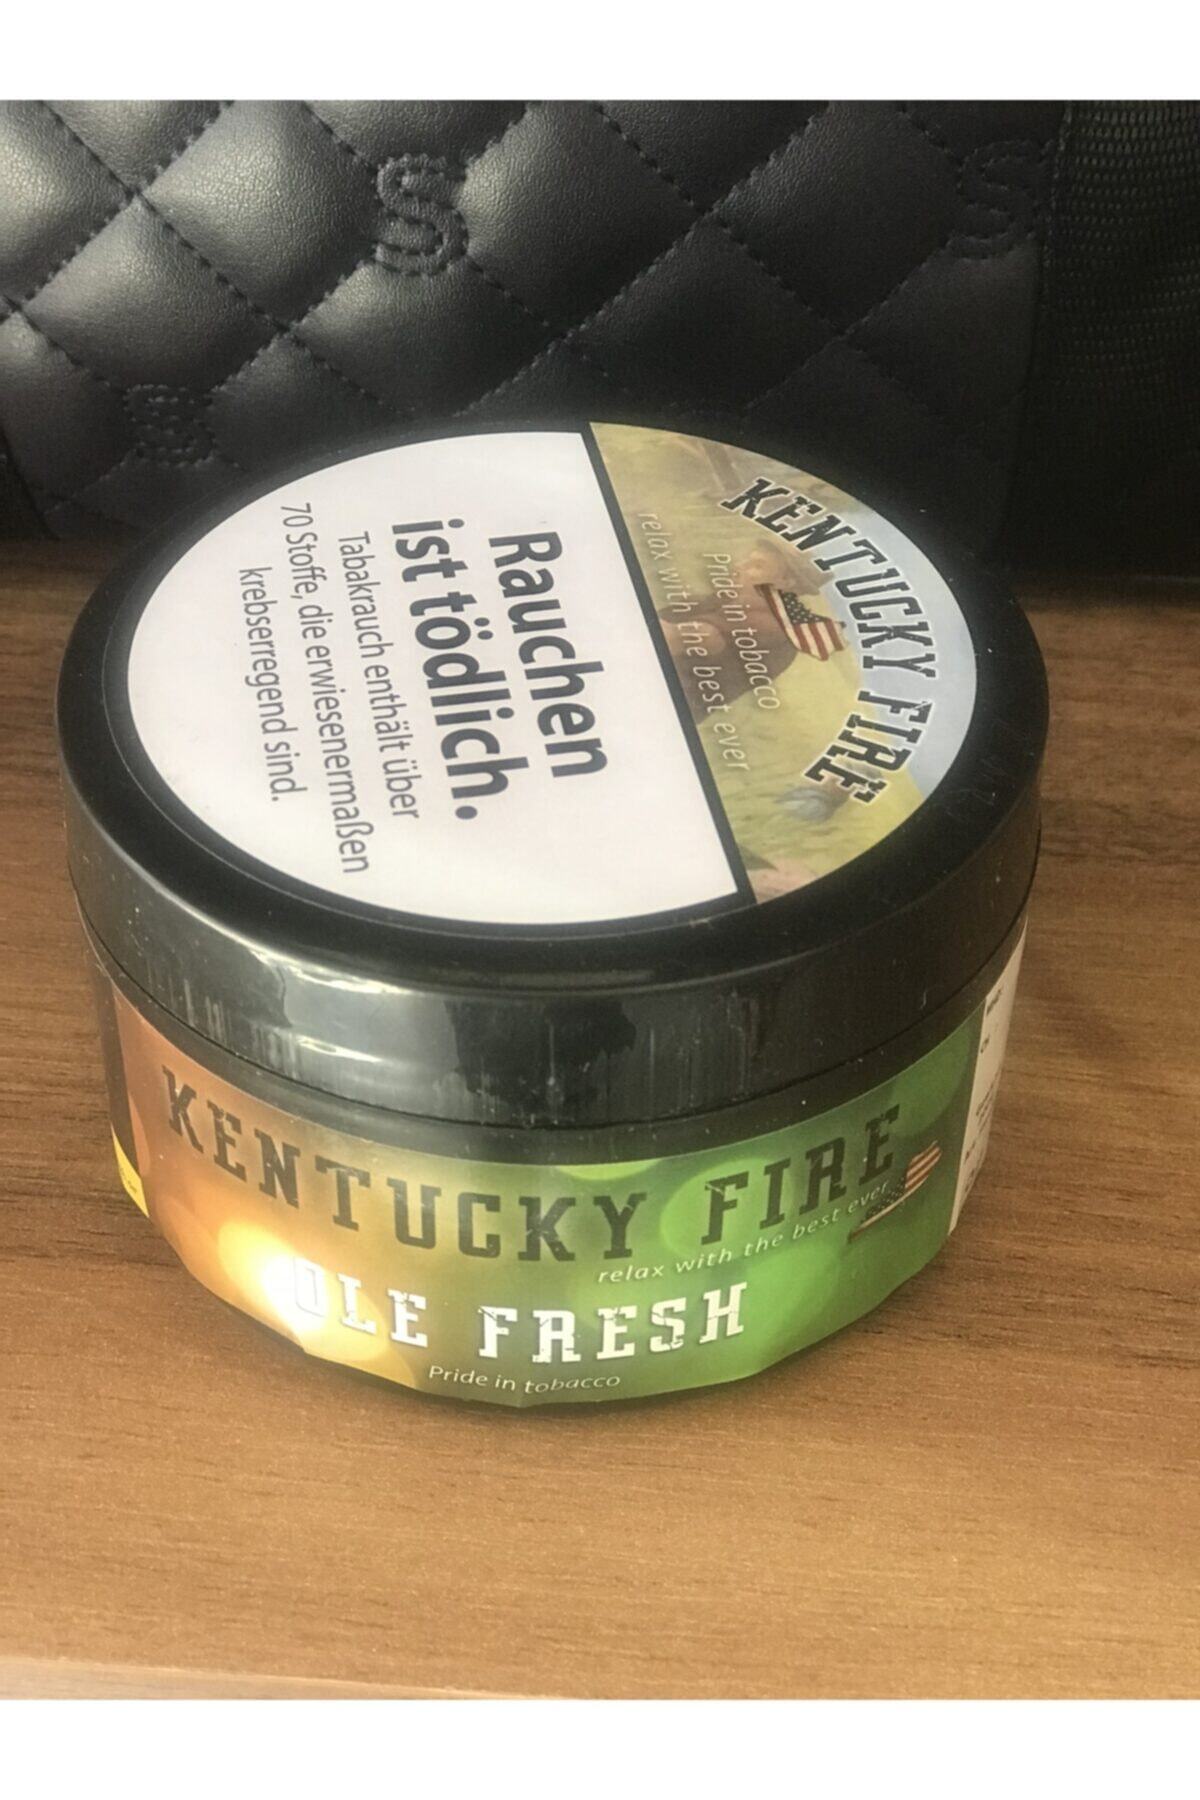 KENTUCKY FIRE
Pride in tobacco
relax with the best ever
Rauchen
ist tödlich.
Tabakrauch enthält über
70 Stoffe, die erwiesenermaßen
krebserregend sind.
KENTUCKY FIRE
relax with the best ever
OLE FRESH
Pride in tobacco